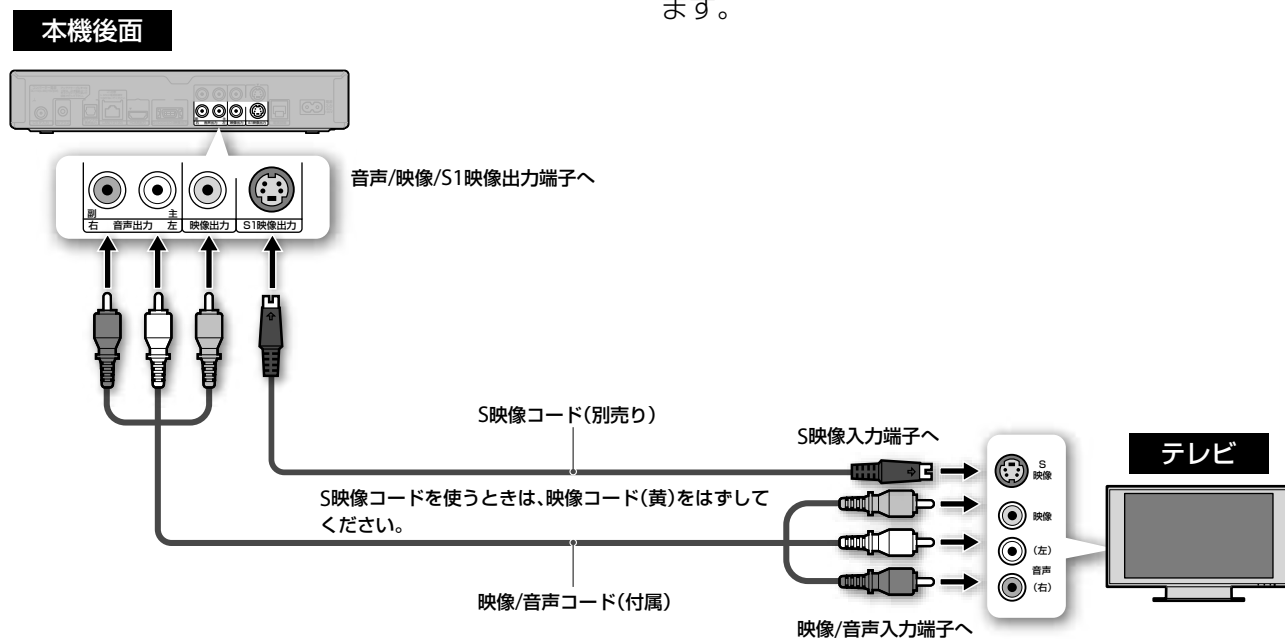 ます。
本機後面
音声/映像/S1映像出力端子へ
副 主
右 音声出力 左 映像出力 S1映像出力
S映像コード(別売り)
S映像入力端子へ
テレビ
S
映像
S映像コードを使うときは、映像コード(黄)をはずして
ください。
映像
(左)
音声
(右)
映像/音声コード(付属)
映像/音声入力端子へ